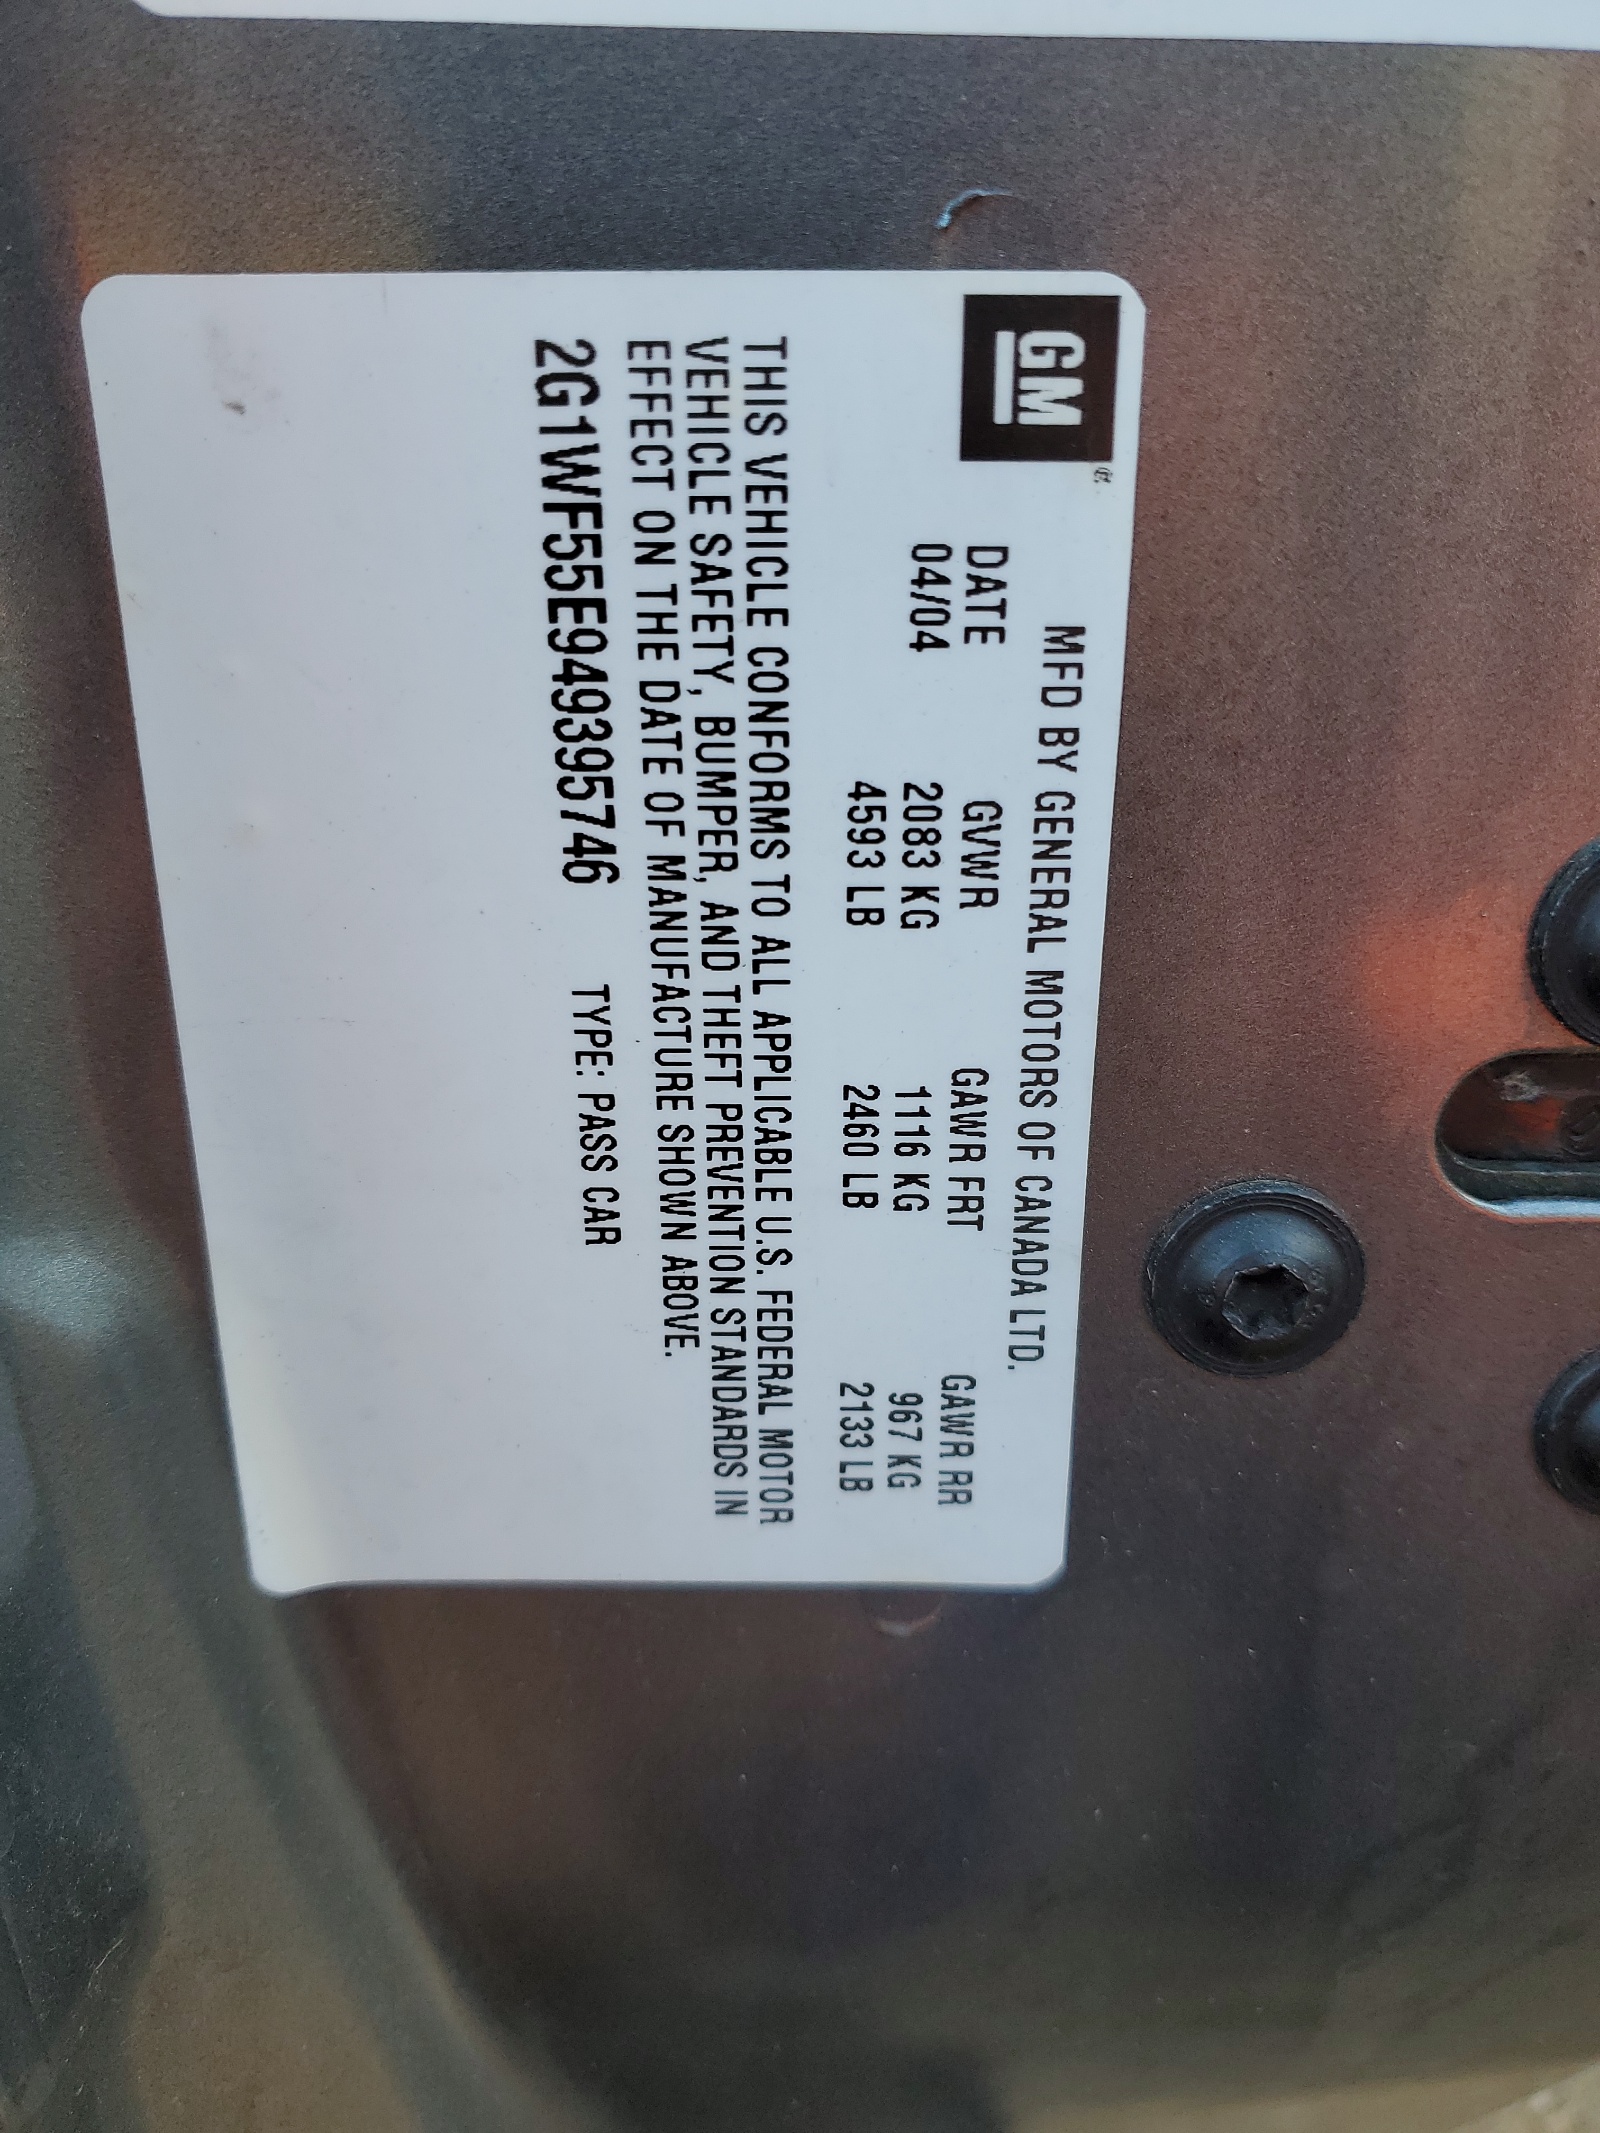 GM
MFD BY GENERAL MOTORS OF CANADA LTD.
DATE GVWR GAWR FRT GAWR RR
04/04 2083 KG 1116 KG 967 KG
4593 LB 2460 LB 2133 LB
THIS VEHICLE CONFORMS TO ALL APPLICABLE U.S. FEDERAL MOTOR
VEHICLE SAFETY, BUMPER, AND THEFT PREVENTION STANDARDS IN
EFFECT ON THE DATE OF MANUFACTURE SHOWN ABOVE.
2G1WF55E949395746 TYPE: PASS CAR